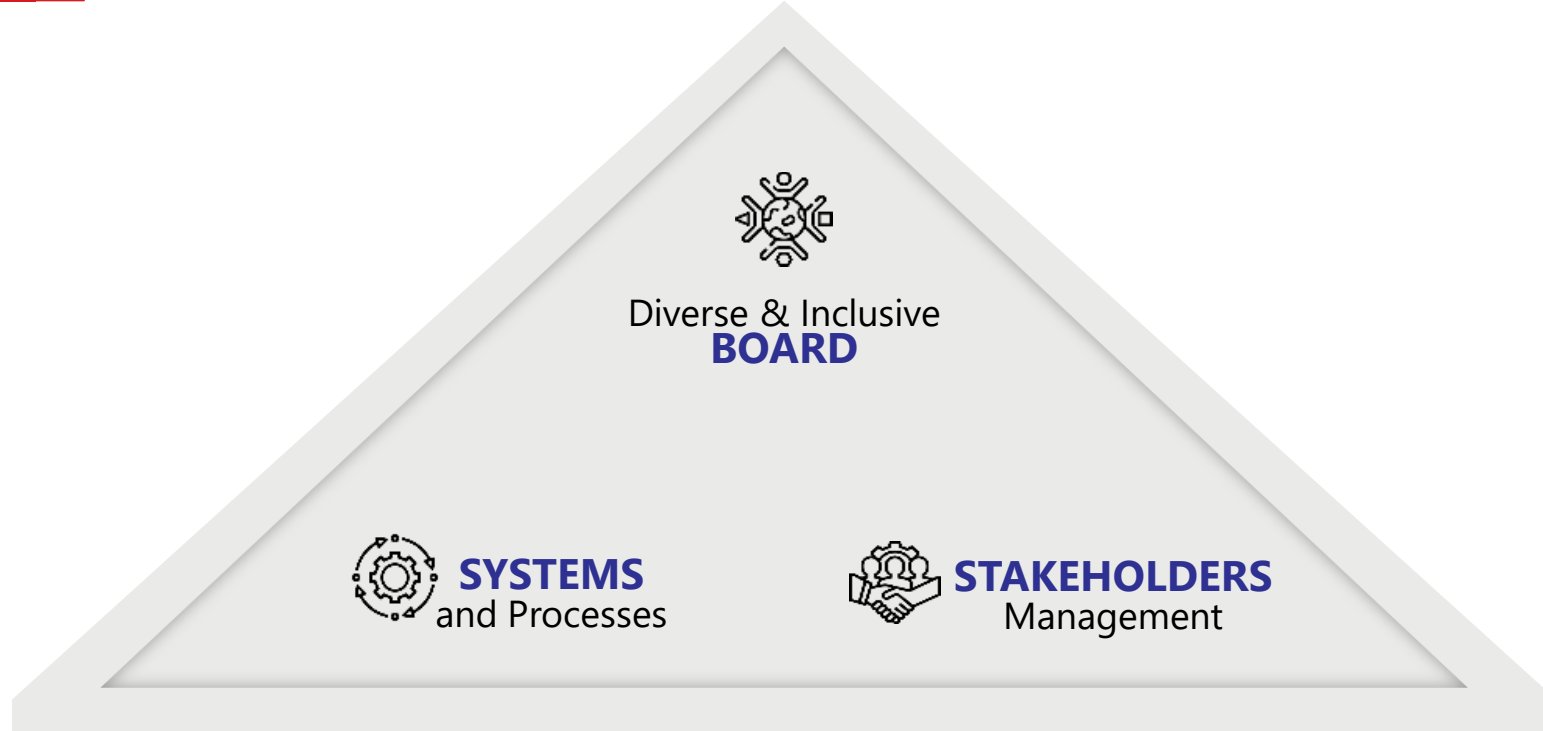 Diverse & Inclusive
BOARD
SYSTEMS
and Processes
STAKEHOLDERS
Management